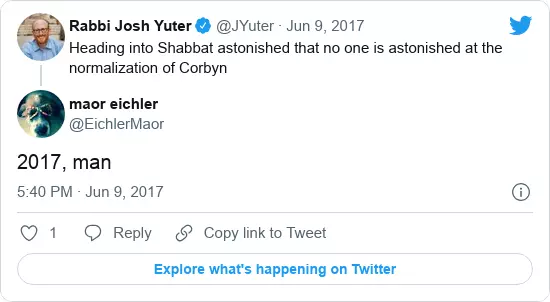 Rabbi Josh Yuter @JYuter · Jun 9, 2017
Heading into Shabbat astonished that no one is astonished at the
normalization of Corbyn
maor eichler
@EichlerMaor
2017, man
5:40 PM · Jun 9, 2017
1 Reply Copy link to Tweet
Explore what's happening on Twitter